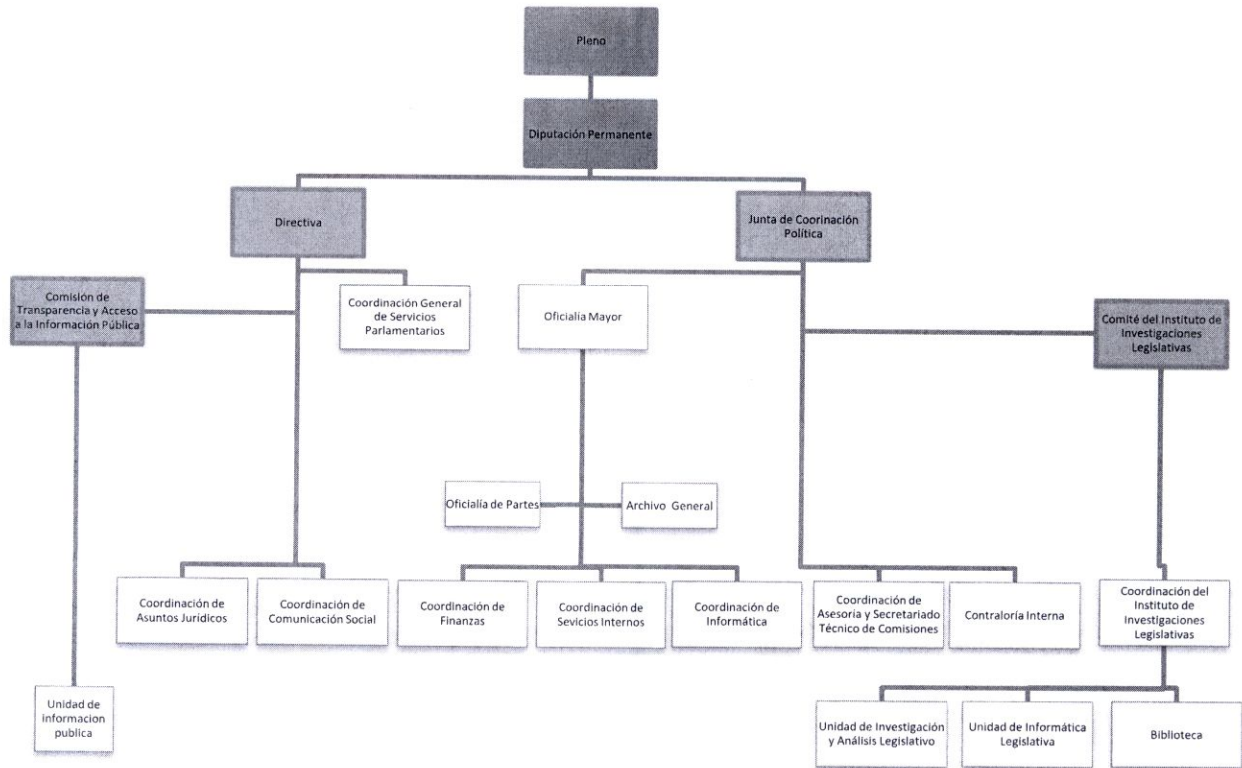 Pleno
Diputación Permanente
Directiva
Junta de Coorinación
Política
Comisión de
Transparencia y Acceso
a la Información Pública
Coordinación General
de Servicios
Parlamentarios
Oficialía Mayor
Comité del Instituto de
Investigaciones
Legislativas
Oficialía de Partes
Archivo General
Coordinación de
Asuntos Jurídicos
Coordinación de
Comunicación Social
Coordinación de
Finanzas
Coordinación de
Sevicios Internos
Coordinación de
Informática
Coordinación de
Asesoria y Secretariado
Técnico de Comisiones
Contraloría Interna
Coordinación del
Instituto de
Investigaciones
Legislativas
Unidad de
informacion
publica
Unidad de Investigación
y Análisis Legislativo
Unidad de Informática
Legislativa
Biblioteca